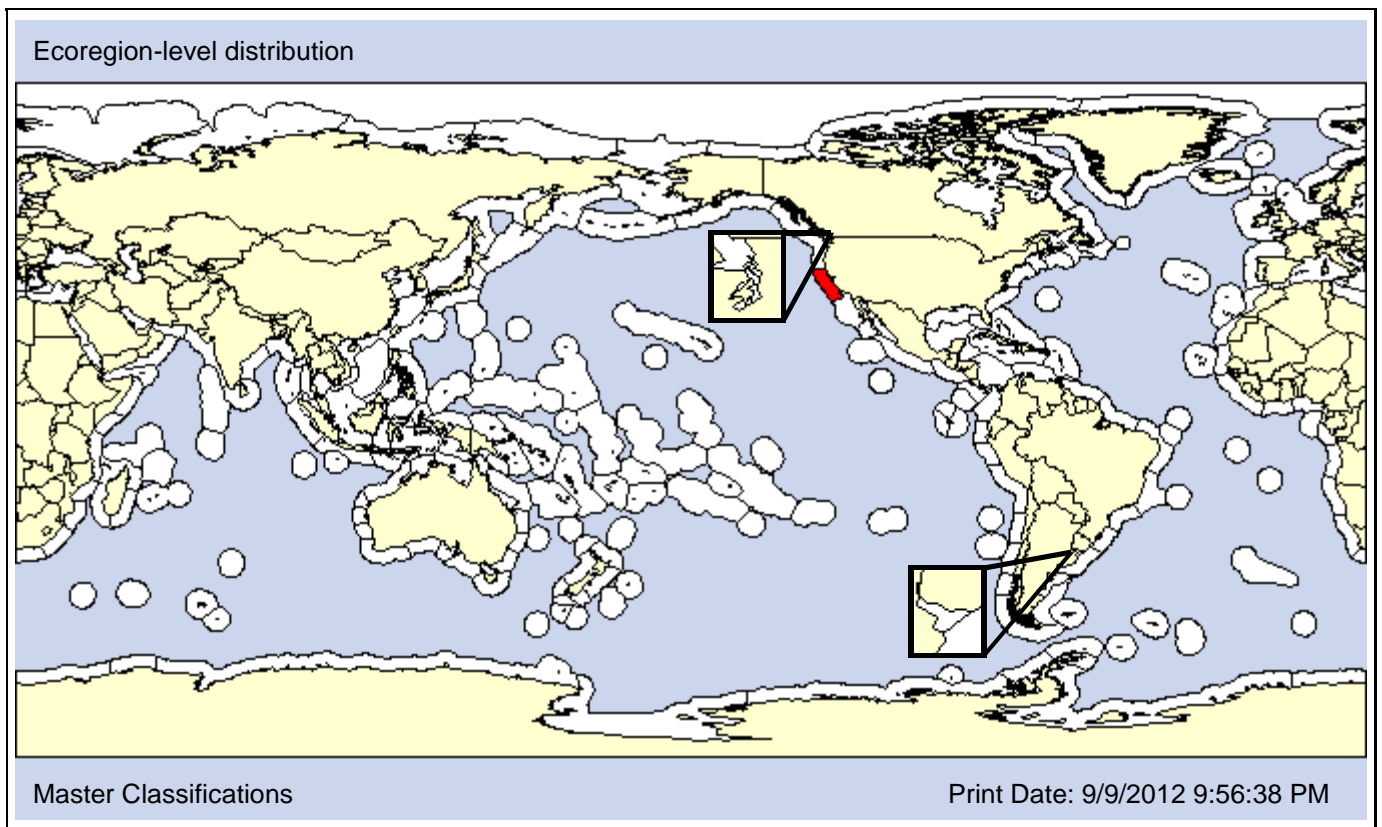 Ecoregion-level distribution
Master Classifications
Print Date: 9/9/2012 9:56:38 PM